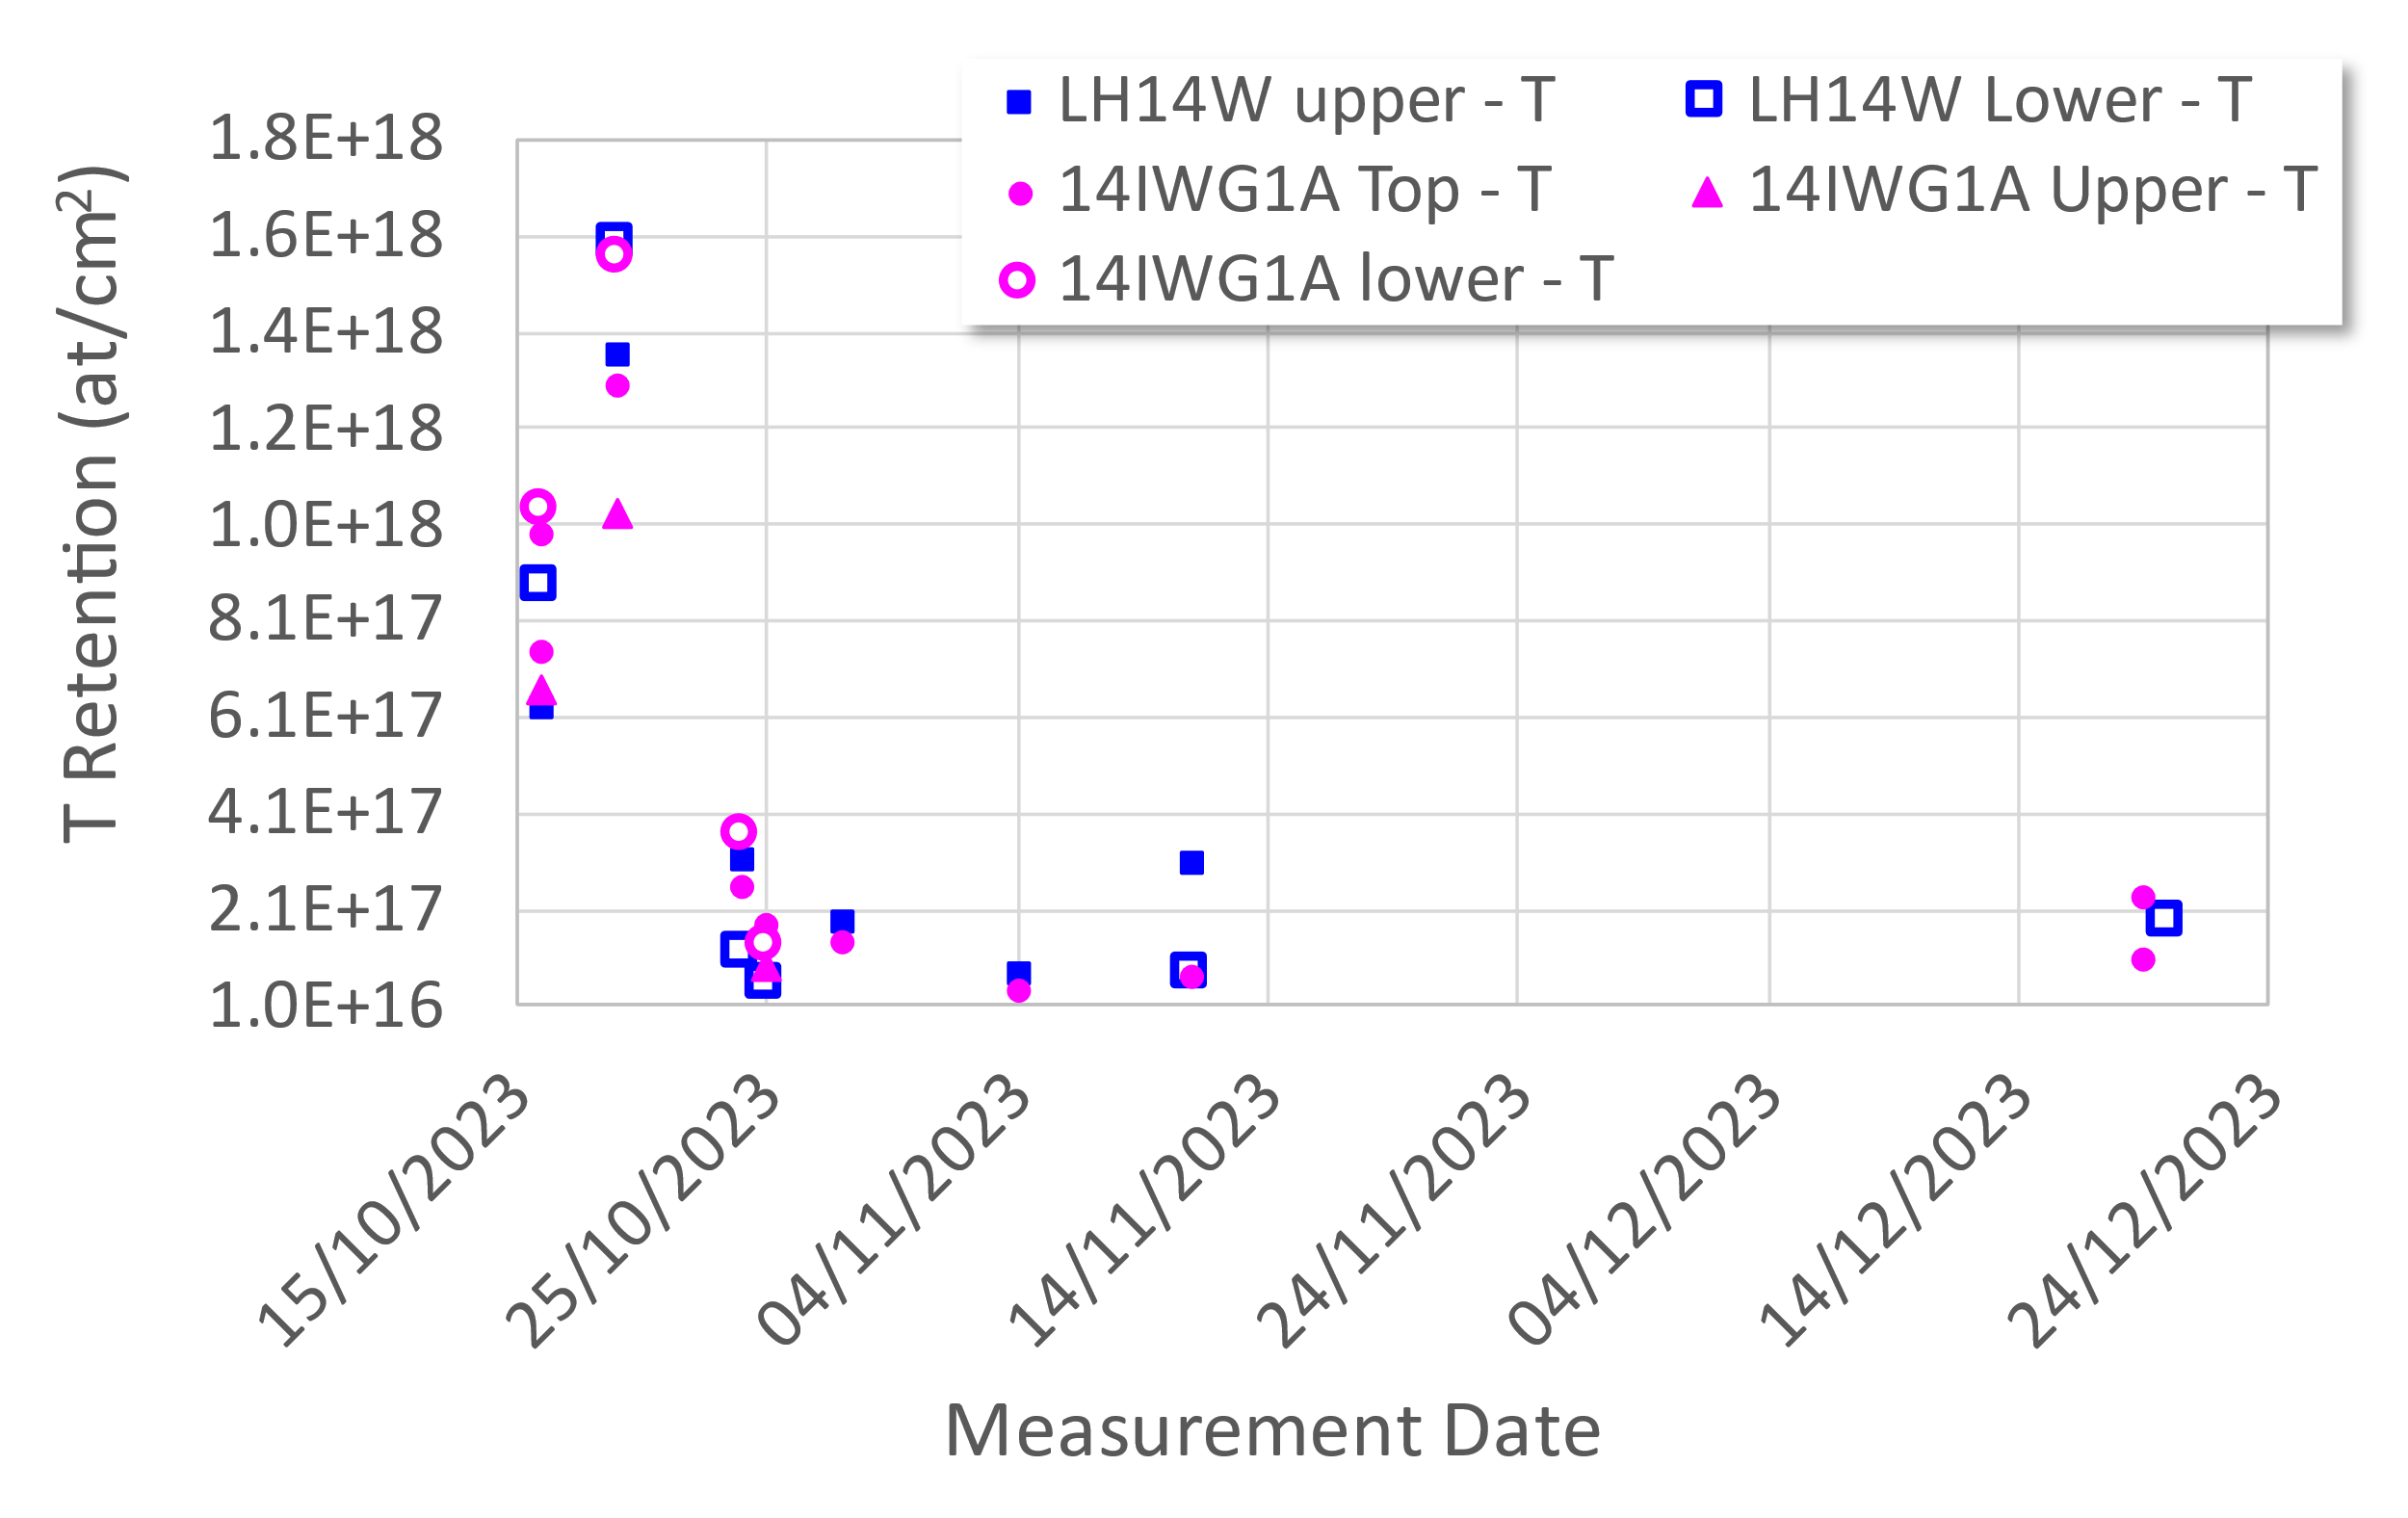 LH14W upper - T
LH14W Lower - T
14IWG1A Top - T
14IWG1A Upper - T
14IWG1A lower - T
T Retention (at/cm²)
1.8E+18
1.6E+18
1.4E+18
1.2E+18
1.0E+18
8.1E+17
6.1E+17
4.1E+17
2.1E+17
1.0E+16
15/10/2023
25/10/2023
04/11/2023
14/11/2023
24/11/2023
04/12/2023
14/12/2023
24/12/2023
Measurement Date